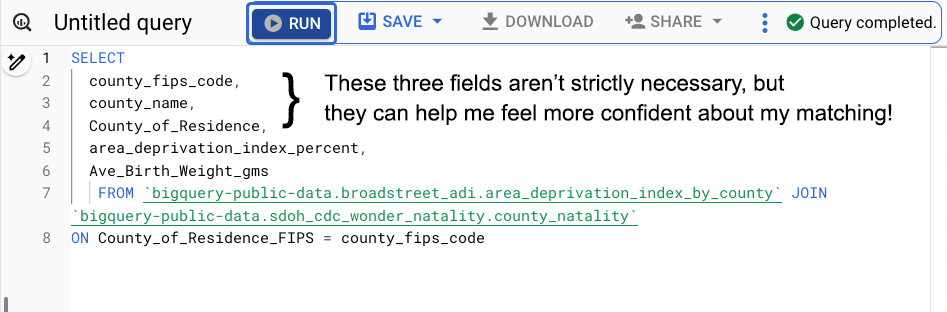 Untitled query RUN SAVE DOWNLOAD SHARE Query completed.
1 SELECT
2 county_fips_code,
3 county_name,
4 County_of_Residence,
} These three fields aren’t strictly necessary, but
they can help me feel more confident about my matching!
5 area_deprivation_index_percent,
6 Ave_Birth_Weight_gms
7 FROM `bigquery-public-data.broadstreet_adi.area_deprivation_index_by_county` JOIN
`bigquery-public-data.sdoh_cdc_wonder_natality.county_natality`
8 ON County_of_Residence_FIPS = county_fips_code